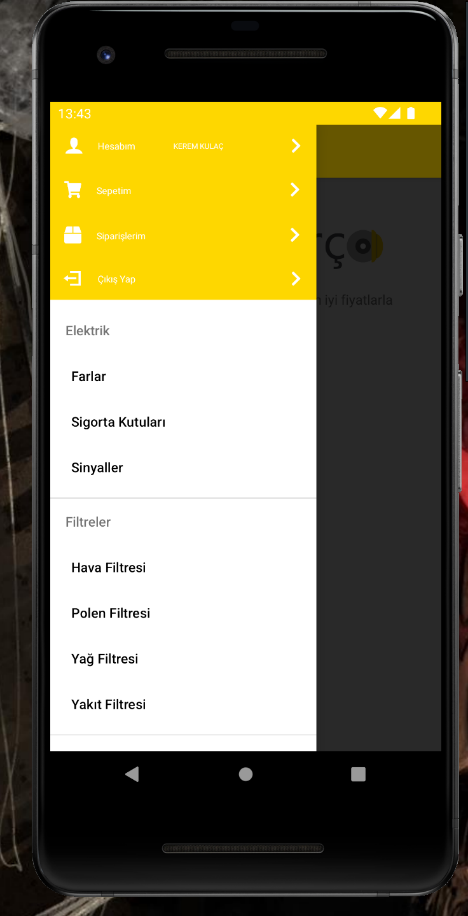 13:43
Hesabım KEREM KULAÇ
Sepetim
Siparişlerim
Çıkış Yap
TÇO
iyi fiyatlarla
Elektrik
Farlar
Sigorta Kutuları
Sinyaller
Filtreler
Hava Filtresi
Polen Filtresi
Yağ Filtresi
Yakıt Filtresi